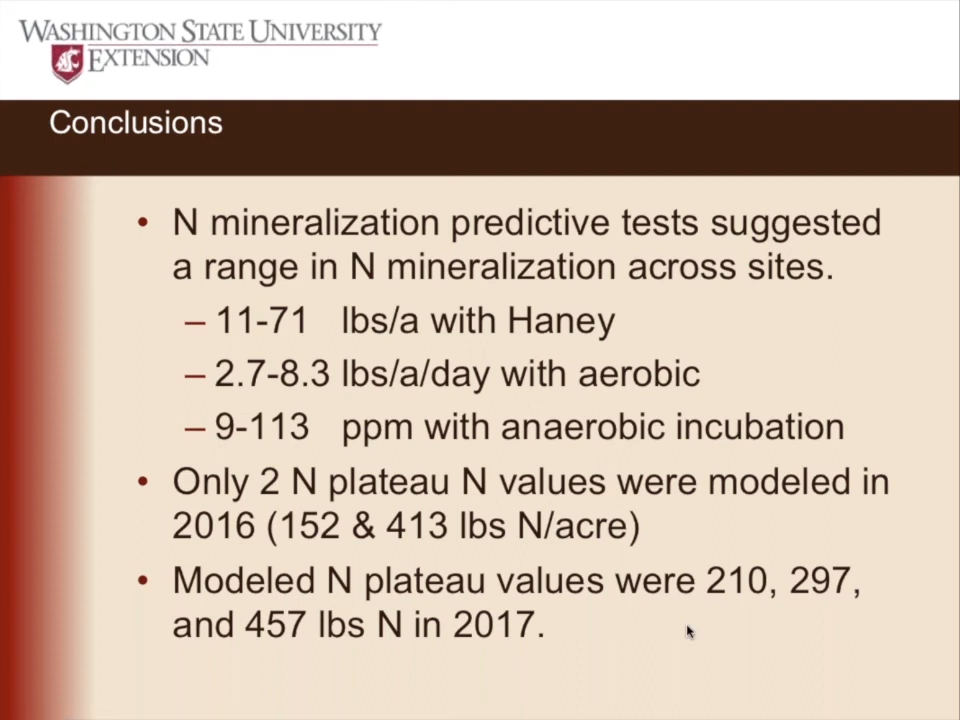 WASHINGTON STATE UNIVERSITY
EXTENSION
Conclusions
• N mineralization predictive tests suggested
a range in N mineralization across sites.
– 11-71 lbs/a with Haney
– 2.7-8.3 lbs/a/day with aerobic
– 9-113 ppm with anaerobic incubation
• Only 2 N plateau N values were modeled in
2016 (152 & 413 lbs N/acre)
• Modeled N plateau values were 210, 297,
and 457 lbs N in 2017.